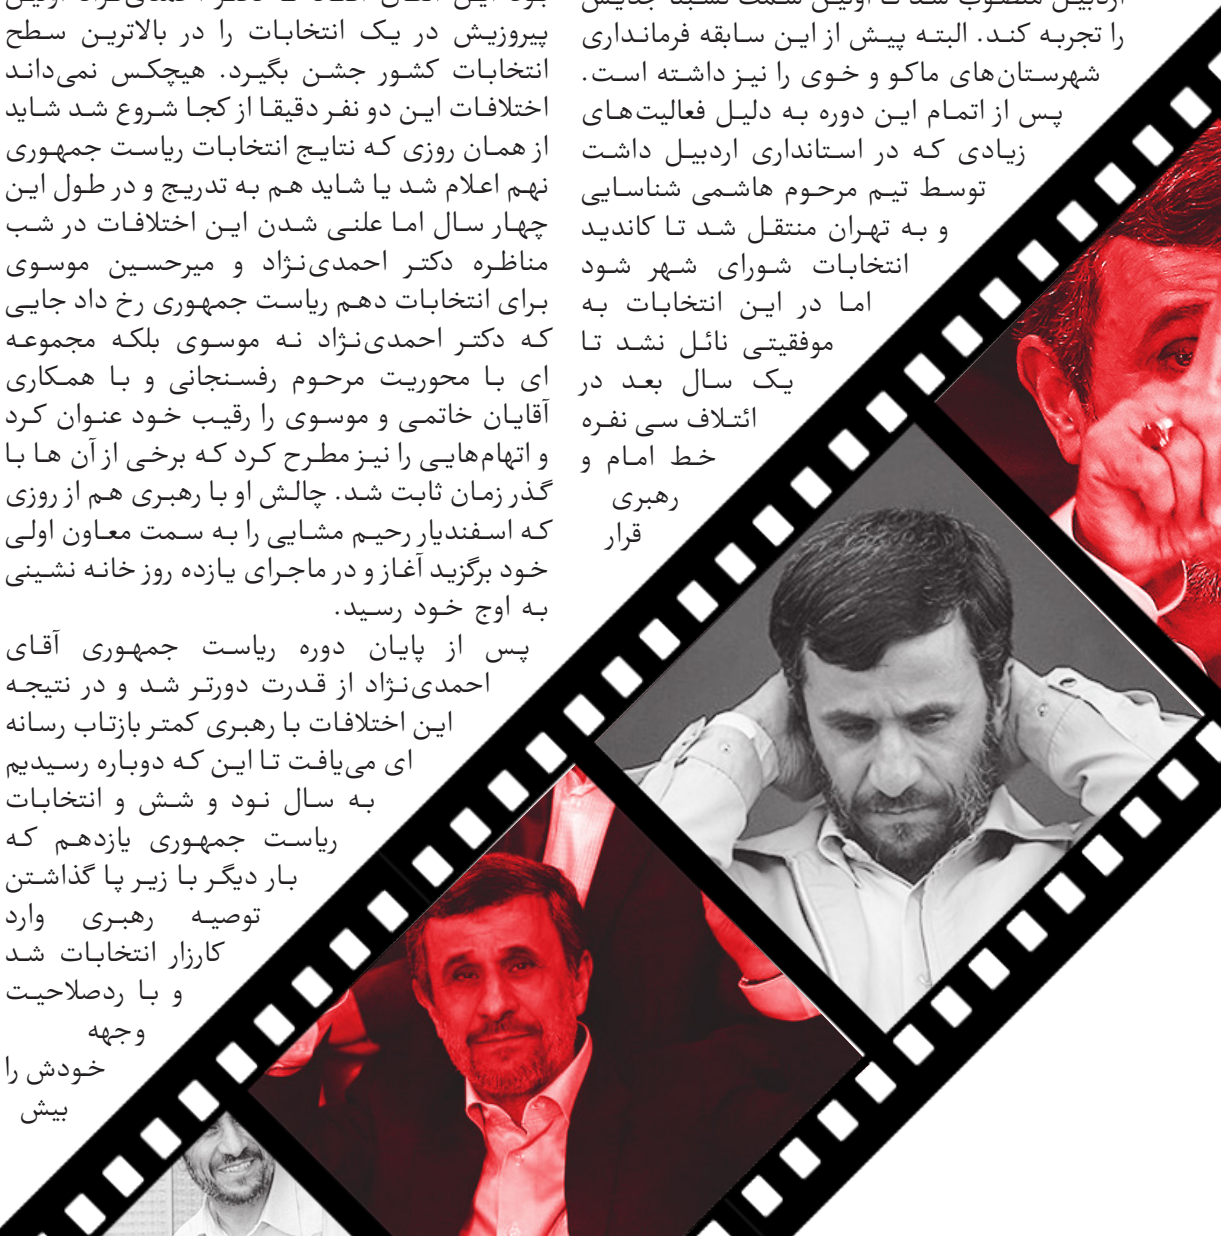 اردبیل منصوب شد تا اولین سمت نسبتا جدیش
را تجربه کند. البته پیش از این سابقه فرمانداری
شهرستان‌های ماکو و خوی را نیز داشته است.
پس از اتمام این دوره به دلیل فعالیت‌های
زیادی که در استانداری اردبیل داشت
توسط تیم مرحوم هاشمی شناسایی
و به تهران منتقل شد تا کاندید
انتخابات شورای شهر شود
اما در این انتخابات به
موفقیتی نائل نشد تا
یک سال بعد در
ائتلاف سی نفره
خط امام و
رهبری
قرار
پیروزیش در یک انتخابات را در بالاترین سطح
انتخابات کشور جشن بگیرد. هیچکس نمی‌داند
اختلافات این دو نفر دقیقا از کجا شروع شد شاید
از همان روزی که نتایج انتخابات ریاست جمهوری
نهم اعلام شد یا شاید هم به تدریج و در طول این
چهار سال اما علنی شدن این اختلافات در شب
مناظره دکتر احمدی‌نژاد و میرحسین موسوی
برای انتخابات دهم ریاست جمهوری رخ داد جایی
که دکتر احمدی‌نژاد نه موسوی بلکه مجموعه
ای با محوریت مرحوم رفسنجانی و با همکاری
آقایان خاتمی و موسوی را رقیب خود عنوان کرد
و اتهام‌هایی را نیز مطرح کرد که برخی از آن ها با
گذر زمان ثابت شد. چالش او با رهبری هم از روزی
که اسفندیار رحیم مشایی را به سمت معاون اولی
خود برگزید آغاز و در ماجرای یازده روز خانه نشینی
به اوج خود رسید.
پس از پایان دوره ریاست جمهوری آقای
احمدی‌نژاد از قدرت دورتر شد و در نتیجه
این اختلافات با رهبری کمتر بازتاب رسانه
ای می‌یافت تا این که دوباره رسیدیم
به سال نود و شش و انتخابات
ریاست جمهوری یازدهم که
بار دیگر با زیر پا گذاشتن
توصیه رهبری وارد
کارزار انتخابات شد
و با ردصلاحیت
وجهه
خودش را
بیش